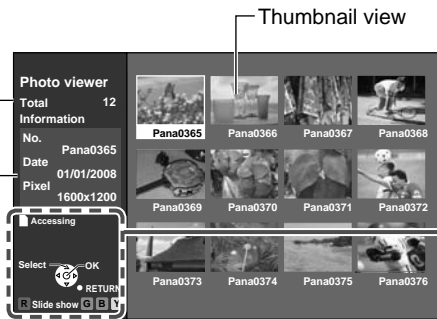 Thumbnail view
Photo viewer
Total 12
Information
No.
Pana0365
Date
01/01/2008
Pixel
1600x1200
Accessing
Select OK
RETURN
R Slide show G B Y
Pana0365 Pana0366 Pana0367 Pana0368
Pana0369 Pana0370 Pana0371 Pana0372
Pana0373 Pana0374 Pana0375 Pana0376